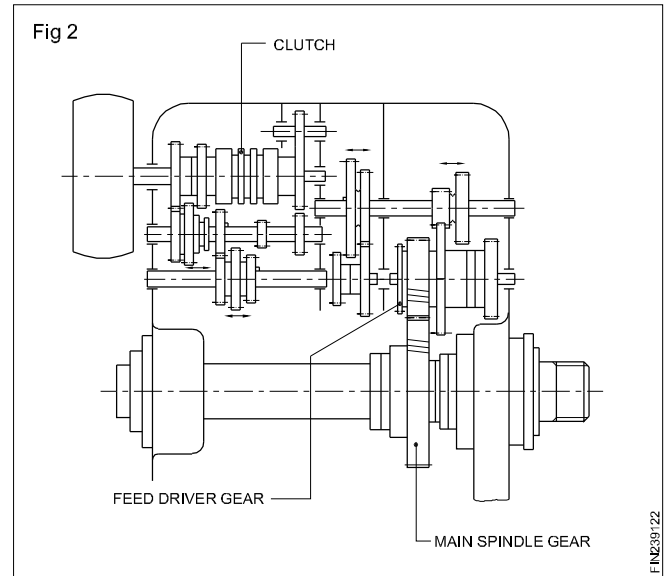 Fig 2
CLUTCH
FEED DRIVER GEAR
MAIN SPINDLE GEAR
FIN239122